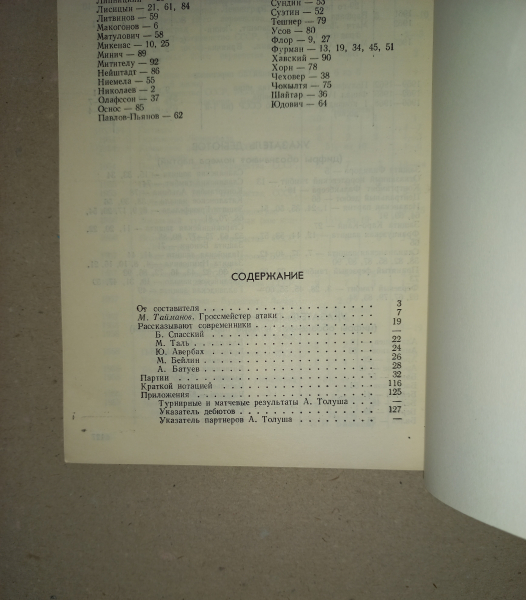 Лисицын — 21, 61, 84
Литвинов — 59
Макогонов — 6
Матулович — 58
Микенас — 10, 25
Минич — 89
Митителу — 92
Нейштадт — 86
Ниемела — 55
Николаев — 2
Олафссон — 37
Оснос — 85
Павлов-Пьянов — 62
Суэтин — 52
Тешнер — 79
Усов — 80
Флор — 9, 27
Фурман — 13, 19, 34, 45, 51
Хавский — 90
Хорн — 78
Чеховер — 38
Чокылтя — 75
Шайтар — 36
Юдович — 64
СОДЕРЖАНИЕ
От составителя 3
М. Тайманов. Гроссмейстер атаки 7
Рассказывают современники 19
Б. Спасский —
М. Таль 22
Ю. Авербах 24
М. Бейлин 26
А. Батуев 28
Партии 32
Краткой нотацией 116
Приложения 125
Турнирные и матчевые результаты А. Толуша —
Указатель дебютов 127
Указатель партнеров А. Толуша —